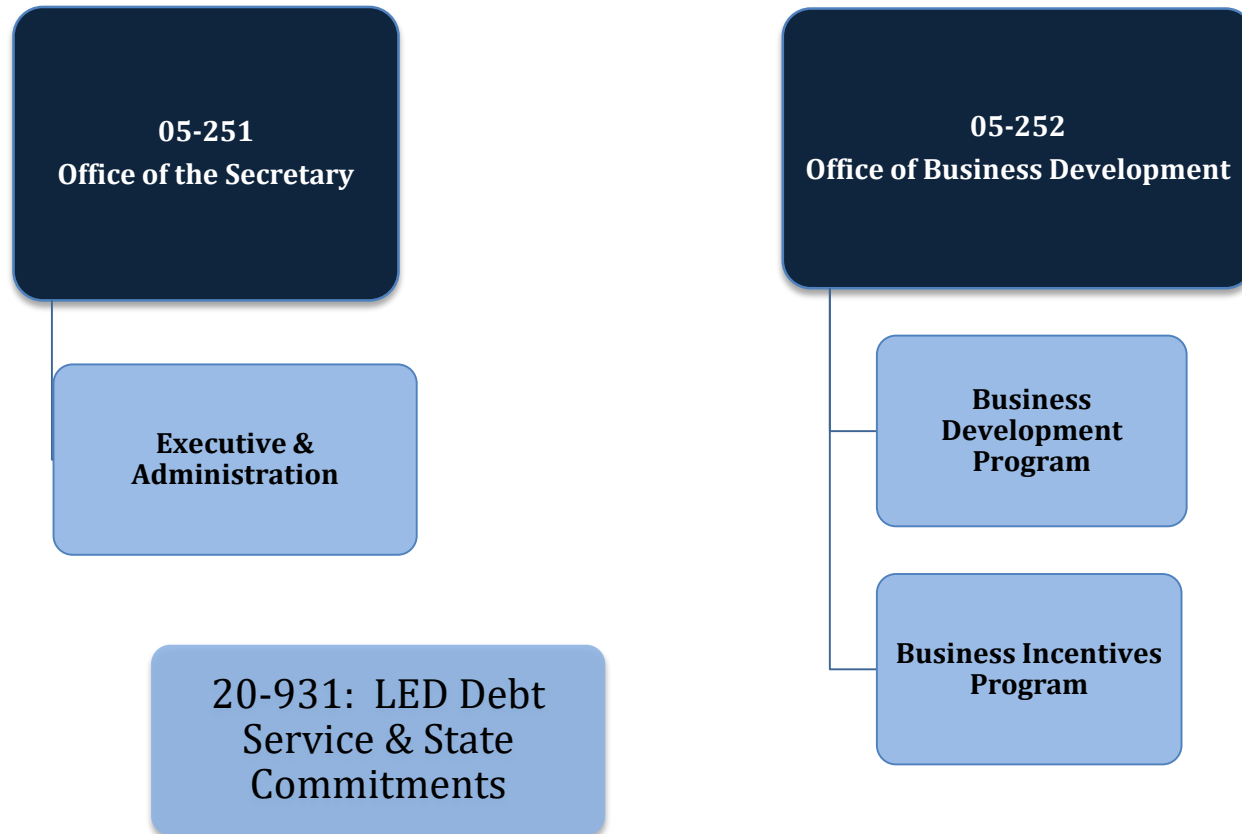 05-251
Office of the Secretary
Executive &
Administration
20-931:  LED Debt
Service & State
Commitments
05-252
Office of Business Development
Business
Development
Program
Business Incentives
Program